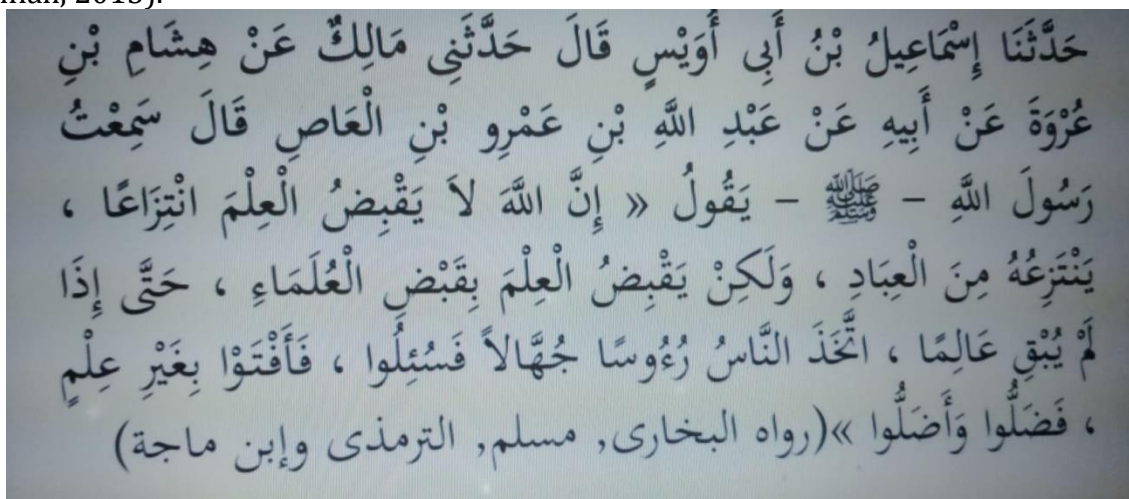 2015).
حَدَّثَنَا إِسْمَاعِيلُ بْنُ أَبِى أُوَيْسٍ قَالَ حَدَّثَنِى مَالِكٌ عَنْ هِشَامِ بْنِ
عُرْوَةَ عَنْ أَبِيهِ عَنْ عَبْدِ اللَّهِ بْنِ عَمْرِو بْنِ الْعَاصِ قَالَ سَمِعْتُ
رَسُولَ اللَّهِ – ﷺ – يَقُولُ « إِنَّ اللَّهَ لاَ يَقْبِضُ الْعِلْمَ انْتِزَاعًا ،
يَنْتَزِعُهُ مِنَ الْعِبَادِ ، وَلَكِنْ يَقْبِضُ الْعِلْمَ بِقَبْضِ الْعُلَمَاءِ ، حَتَّى إِذَا
لَمْ يُبْقِ عَالِمًا ، اتَّخَذَ النَّاسُ رُءُوسًا جُهَّالاً فَسُئِلُوا ، فَأَفْتَوْا بِغَيْرِ عِلْمٍ
، فَضَلُّوا وَأَضَلُّوا »(رواه البخارى, مسلم, الترمذى وإبن ماجة)